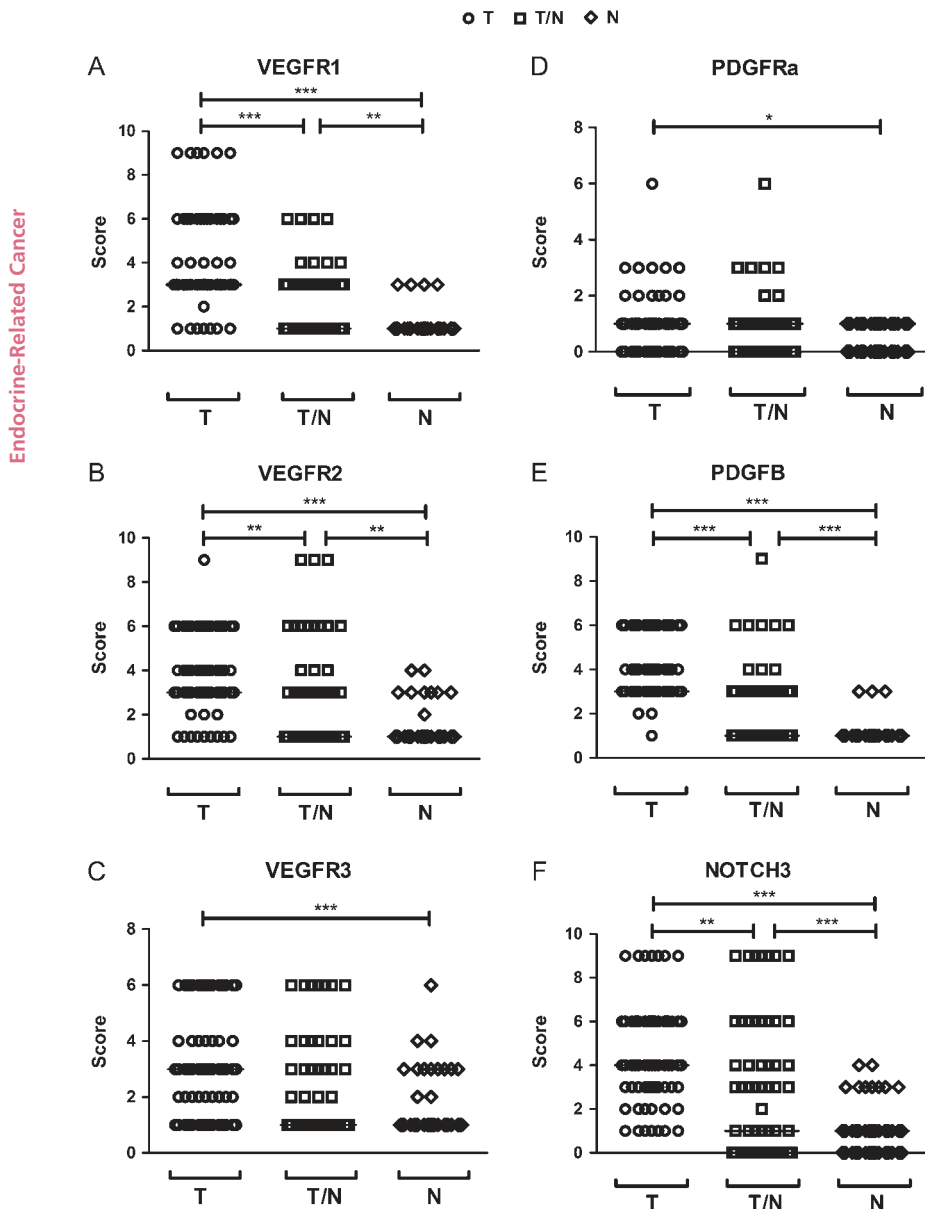 T T/N N
Endocrine-Related Cancer
A
VEGFR1
***
*** **
10
8
6
4
2
0
Score
T T/N N
B
VEGFR2
***
** **
10
8
6
4
2
0
Score
T T/N N
C
VEGFR3
***
8
6
4
2
0
Score
T T/N N
D
PDGFRa
*
8
6
4
2
0
Score
T T/N N
E
PDGFB
***
*** ***
10
8
6
4
2
0
Score
T T/N N
F
NOTCH3
***
** ***
10
8
6
4
2
0
Score
T T/N N